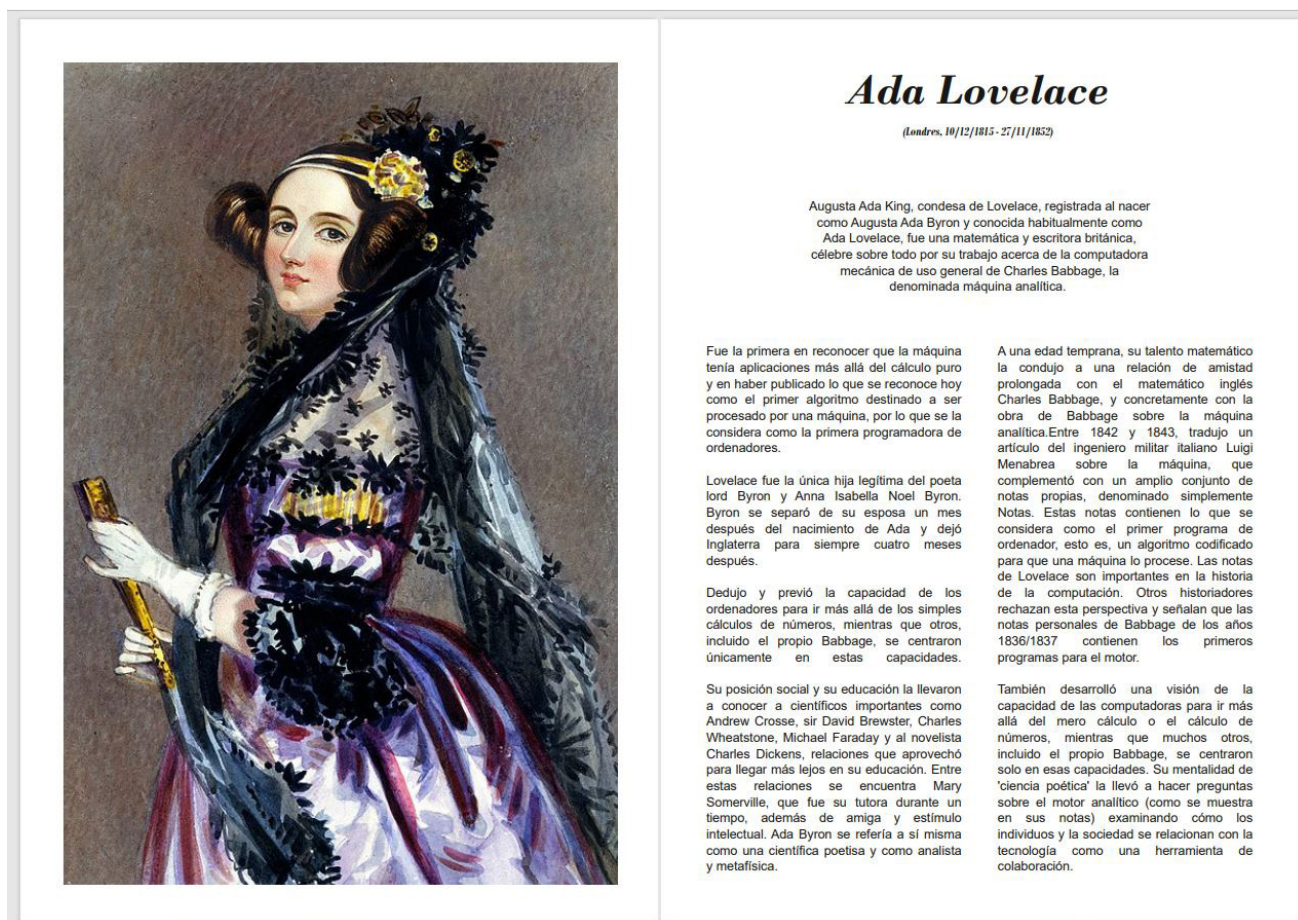 Ada Lovelace
(Londres, 10/12/1815 - 27/11/1852)
Augusta Ada King, condesa de Lovelace, registrada al nacer
como Augusta Ada Byron y conocida habitualmente como
Ada Lovelace, fue una matemática y escritora británica,
célebre sobre todo por su trabajo acerca de la computadora
mecánica de uso general de Charles Babbage, la
denominada máquina analítica.
Fue la primera en reconocer que la máquina
tenía aplicaciones más allá del cálculo puro
y en haber publicado lo que se reconoce hoy
como el primer algoritmo destinado a ser
procesado por una máquina, por lo que se la
considera como la primera programadora de
ordenadores.
Lovelace fue la única hija legítima del poeta
lord Byron y Anna Isabella Noel Byron.
Byron se separó de su esposa un mes
después del nacimiento de Ada y dejó
Inglaterra para siempre cuatro meses
después.
Dedujo y previó la capacidad de los
ordenadores para ir más allá de los simples
cálculos de números, mientras que otros,
incluido el propio Babbage, se centraron
únicamente en estas capacidades.
Su posición social y su educación la llevaron
a conocer a científicos importantes como
Andrew Crosse, sir David Brewster, Charles
Wheatstone, Michael Faraday y al novelista
Charles Dickens, relaciones que aprovechó
para llegar más lejos en su educación. Entre
estas relaciones se encuentra Mary
Somerville, que fue su tutora durante un
tiempo, además de amiga y estímulo
intelectual. Ada Byron se refería a sí misma
como una científica poetisa y como analista
y metafísica.
A una edad temprana, su talento matemático
la condujo a una relación de amistad
prolongada con el matemático inglés
Charles Babbage, y concretamente con la
obra de Babbage sobre la máquina
analítica.Entre 1842 y 1843, tradujo un
artículo del ingeniero militar italiano Luigi
Menabrea sobre la máquina, que
complementó con un amplio conjunto de
notas propias, denominado simplemente
Notas. Estas notas contienen lo que se
considera como el primer programa de
ordenador, esto es, un algoritmo codificado
para que una máquina lo procese. Las notas
de Lovelace son importantes en la historia
de la computación. Otros historiadores
rechazan esta perspectiva y señalan que las
notas personales de Babbage de los años
1836/1837 contienen los primeros
programas para el motor.
También desarrolló una visión de la
capacidad de las computadoras para ir más
allá del mero cálculo o el cálculo de
números, mientras que muchos otros,
incluido el propio Babbage, se centraron
solo en esas capacidades. Su mentalidad de
'ciencia poética' la llevó a hacer preguntas
sobre el motor analítico (como se muestra
en sus notas) examinando cómo los
individuos y la sociedad se relacionan con la
tecnología como una herramienta de
colaboración.